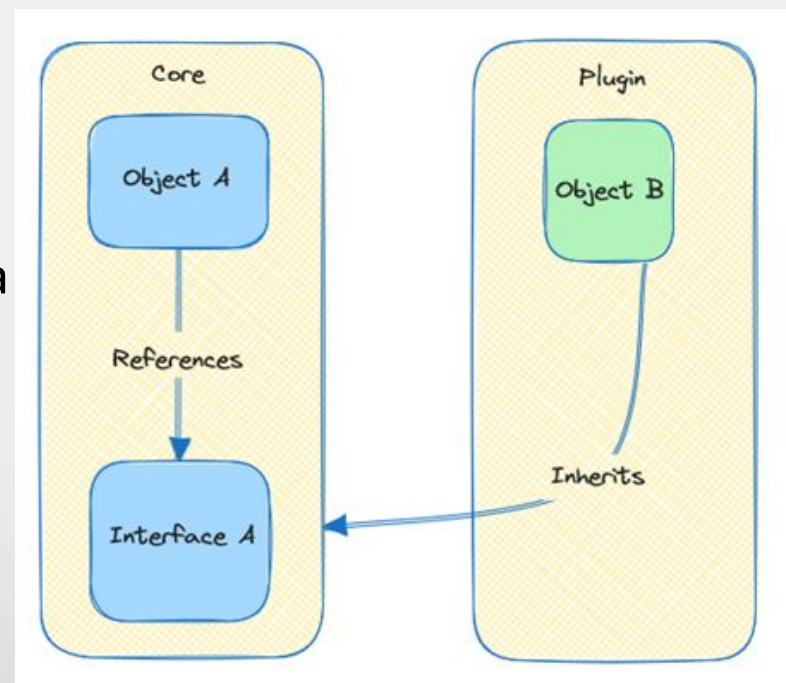 Core
Object A
References
Interface A
Plugin
Object B
Inherits
a